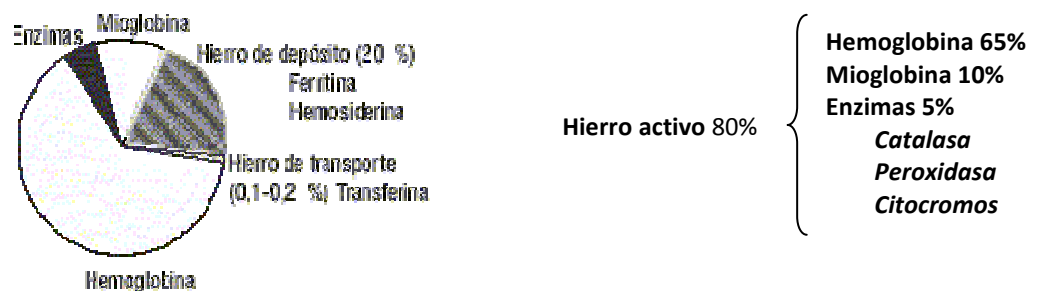 Enzimas
Mioglobina
Hierro de depósito (20 %)
Ferritina
Hemosiderina
Hierro de transporte
(0,1-0,2 %) Transferina
Hemoglobina
Hierro activo 80%
Hemoglobina 65%
Mioglobina 10%
Enzimas 5%
Catalasa
Peroxidasa
Citocromos